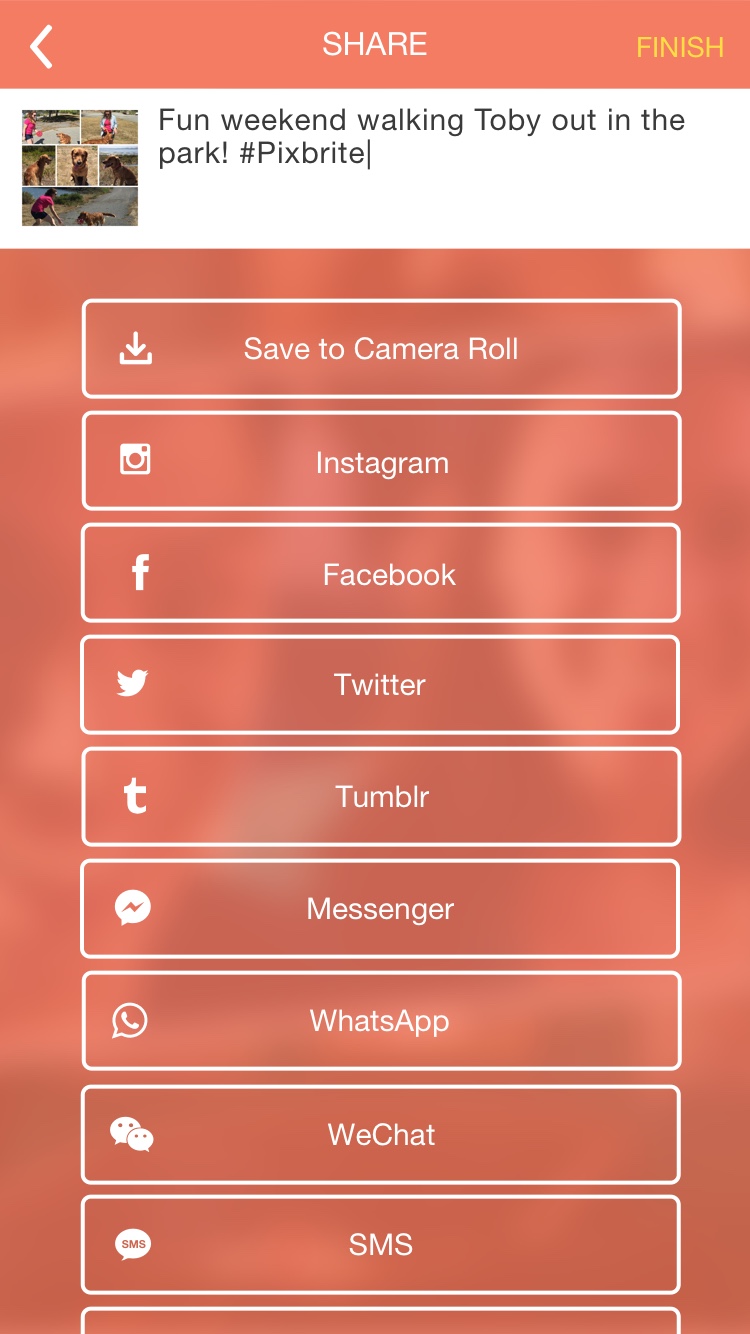 SHARE
FINISH
Fun weekend walking Toby out in the
park! #Pixbrite
Save to Camera Roll
Instagram
Facebook
Twitter
Tumblr
Messenger
WhatsApp
WeChat
SMS
SMS